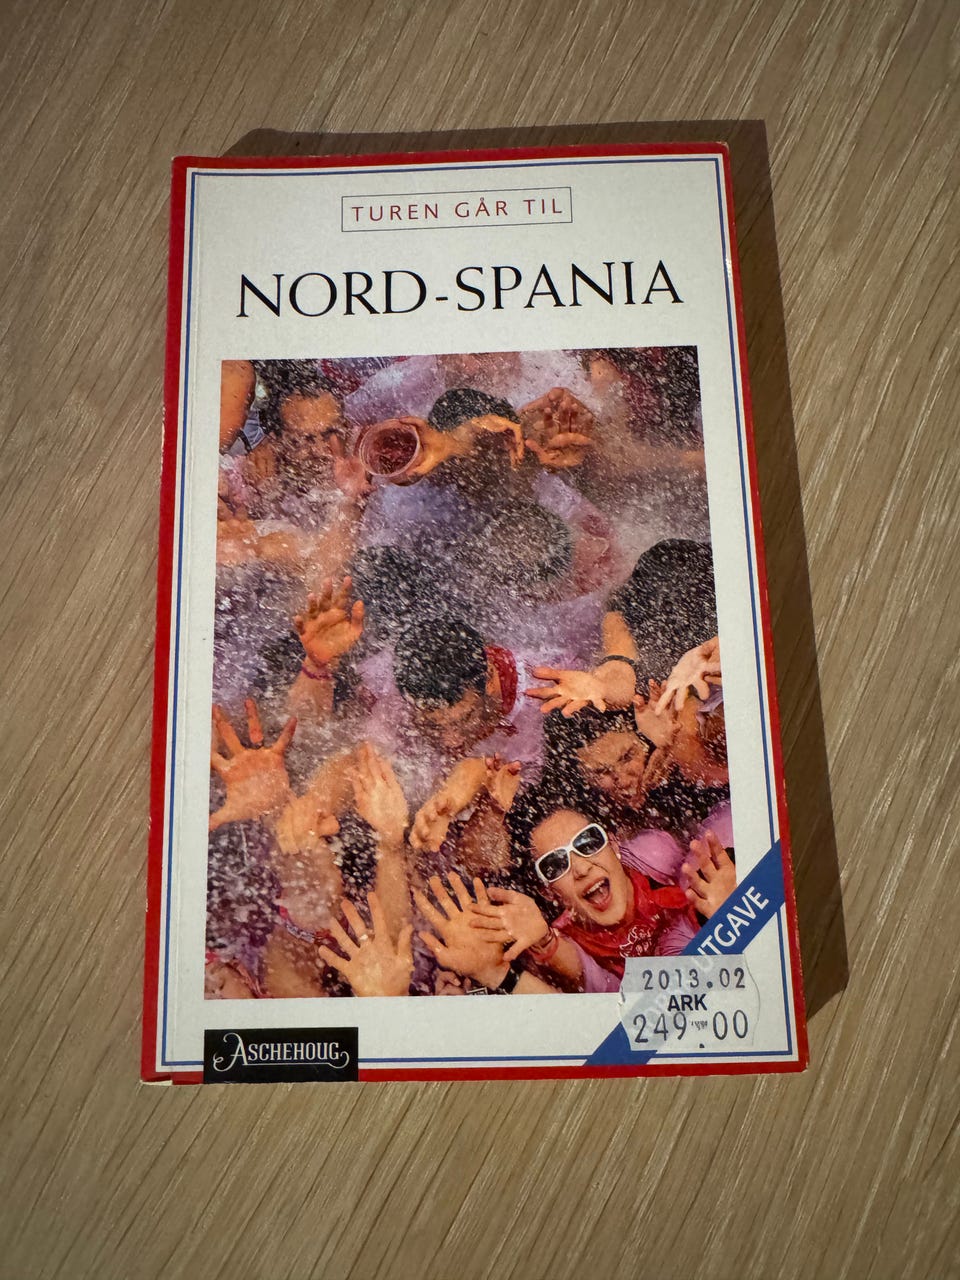 TUREN GÅR TIL
NORD-SPANIA
UTGAVE
2013.02
ARK
249 00
ASCHEHOUG